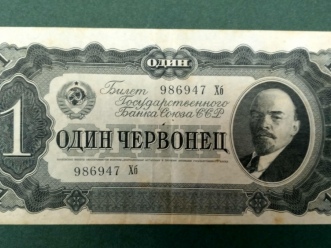 ОДИН
Билет 986947 Хб
Государственного
Банка Союза ССР
1
ОДИН ЧЕРВОНЕЦ
986947 Хб